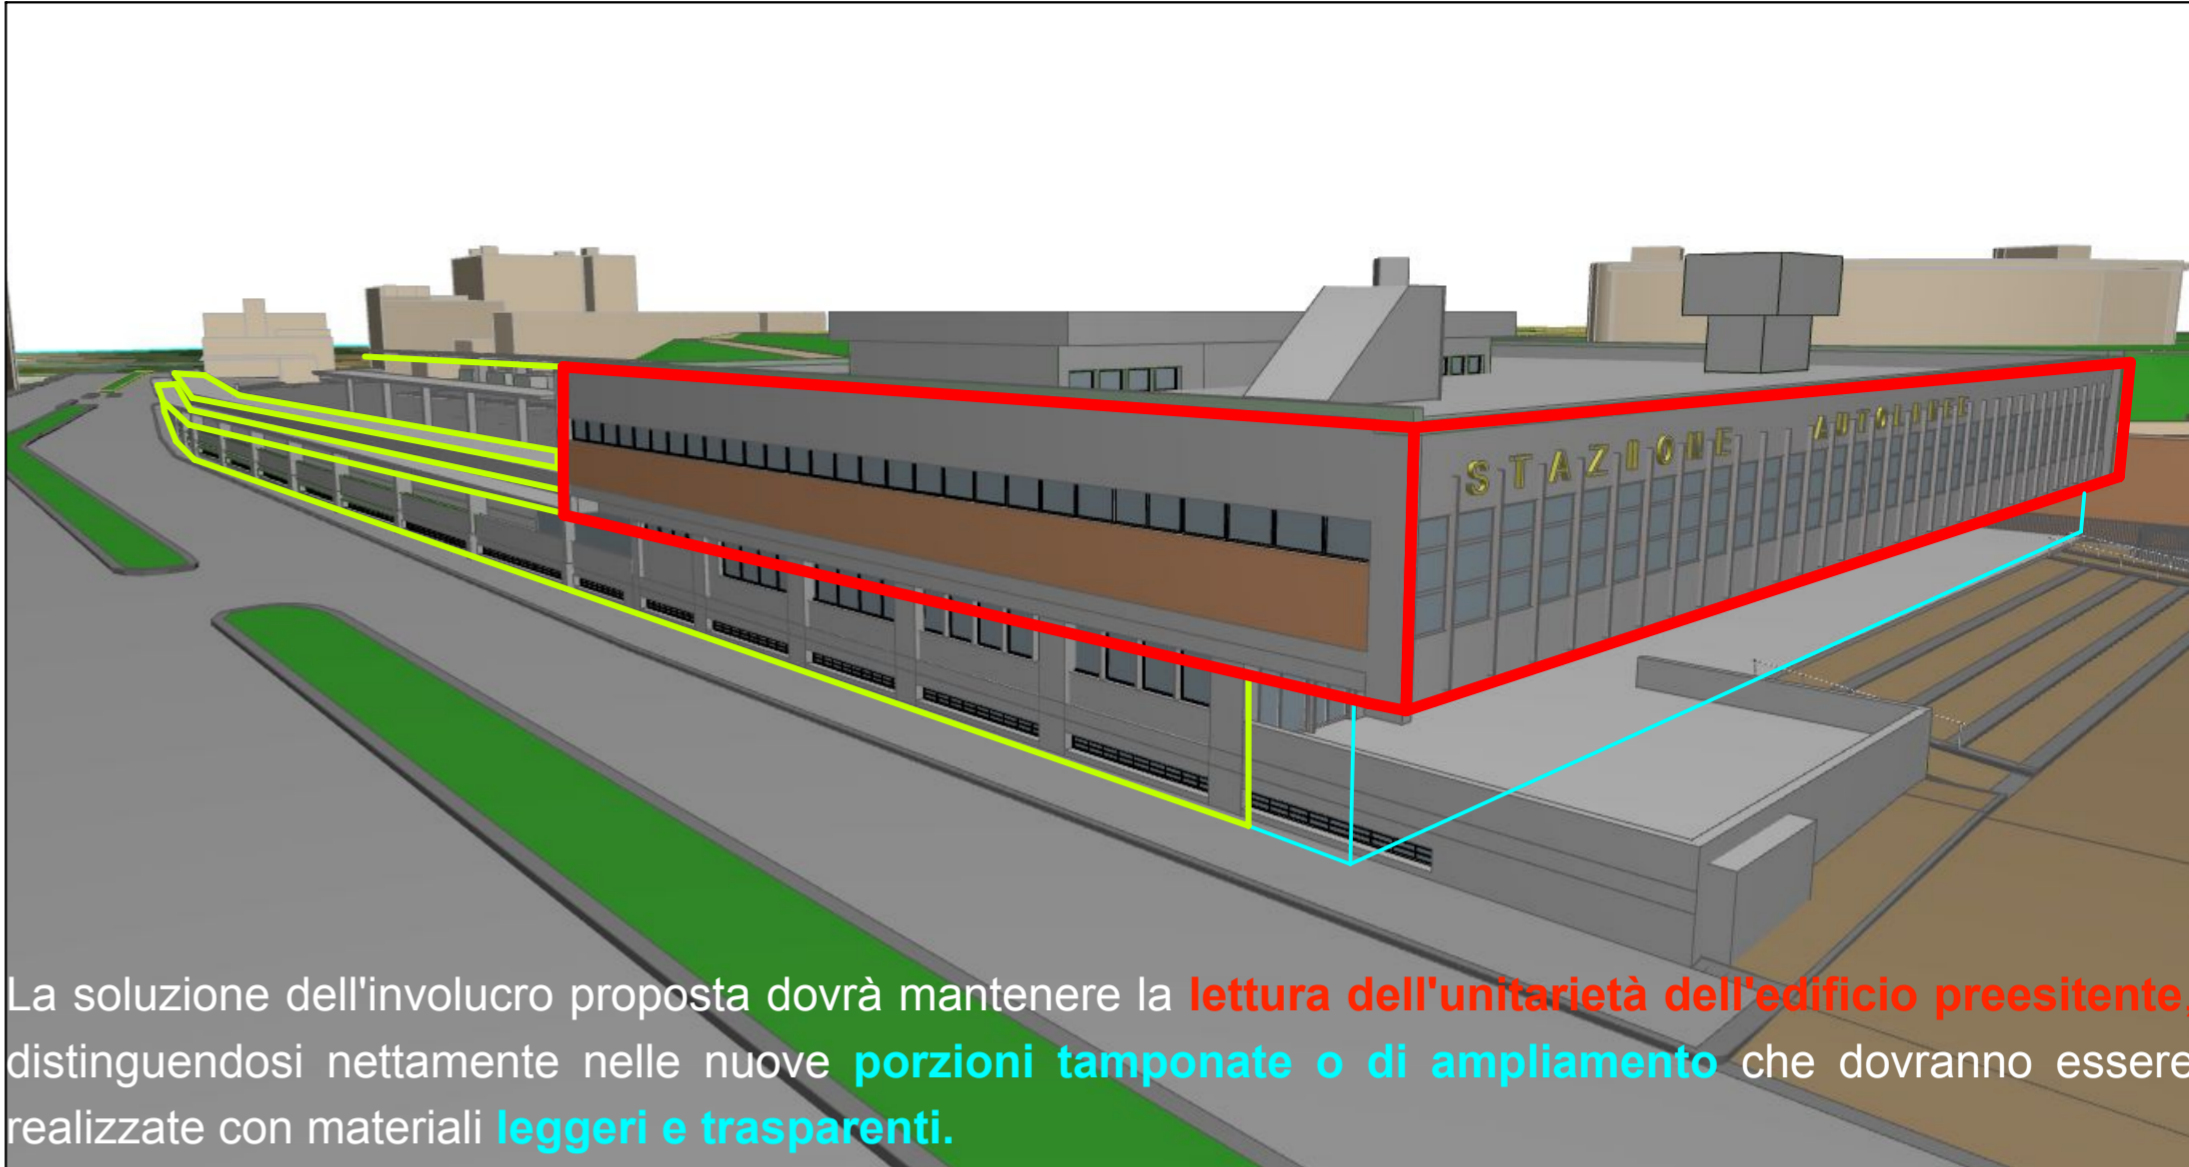 STAZIONE AUTOLINEE
La soluzione dell'involucro proposta dovrà mantenere la lettura dell'unitarietà dell'edificio preesitente,
distinguendosi nettamente nelle nuove porzioni tamponate o di ampliamento che dovranno essere
realizzate con materiali leggeri e trasparenti.